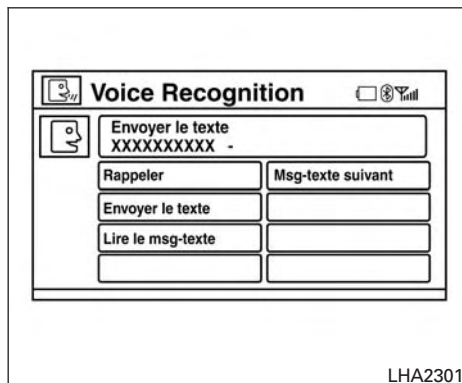 Voice Recognition
Envoyer le texte
XXXXXXXXXX -
Rappeler
Msg-texte suivant
Envoyer le texte
Lire le msg-texte
LHA2301